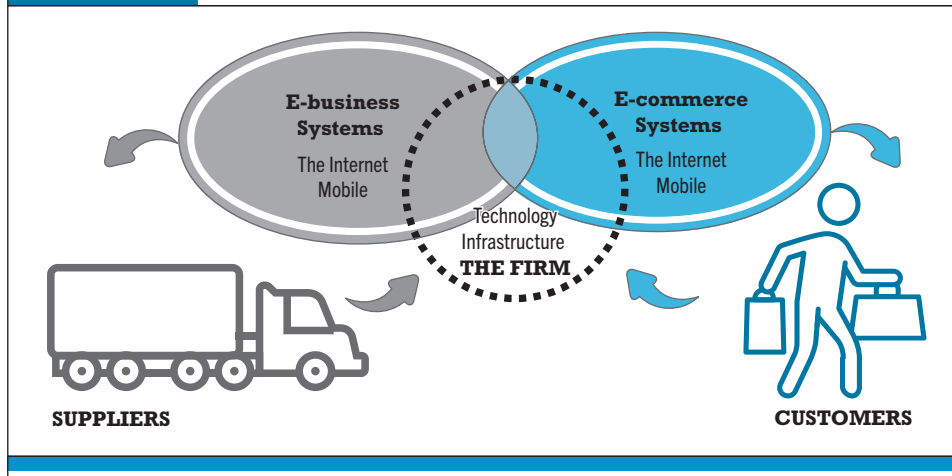 E-business
Systems
The Internet
Mobile
E-commerce
Systems
The Internet
Mobile
Technology
Infrastructure
THE FIRM
SUPPLIERS
CUSTOMERS